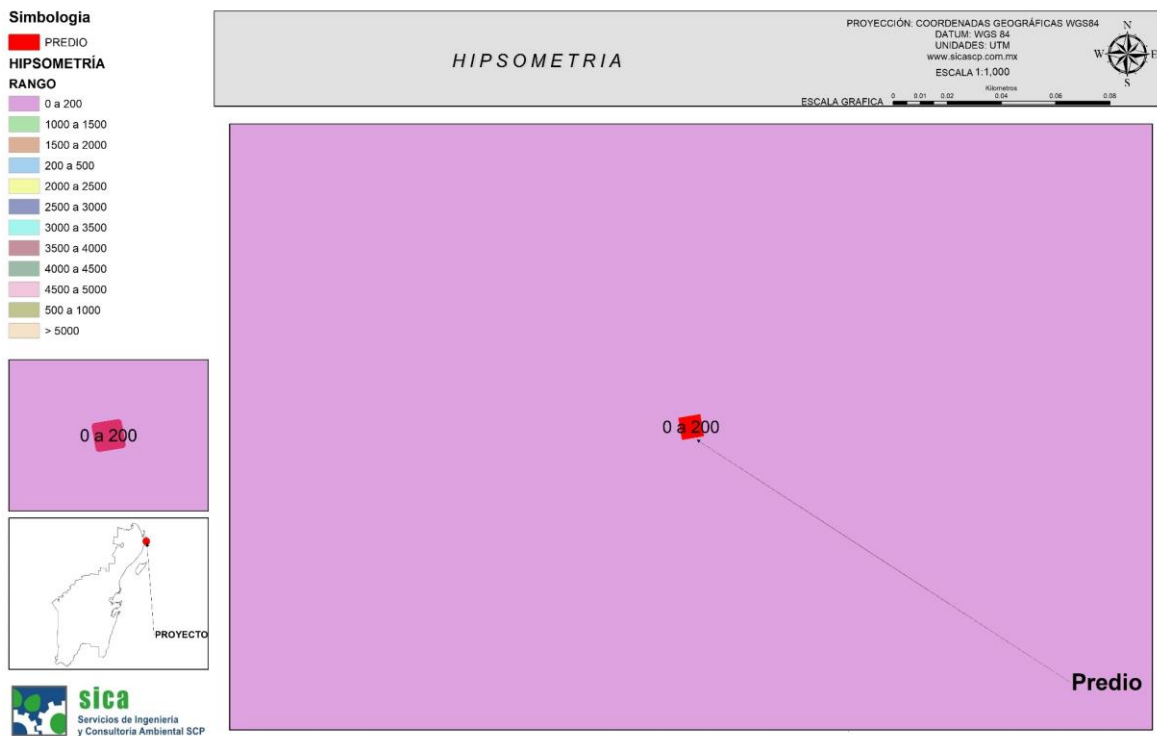 Simbologia
PREDIO
HIPSOMETRÍA
RANGO
0 a 200
1000 a 1500
1500 a 2000
200 a 500
2000 a 2500
2500 a 3000
3000 a 3500
3500 a 4000
4000 a 4500
4500 a 5000
500 a 1000
> 5000
HIPSOMETRIA
PROYECCIÓN: COORDENADAS GEOGRÁFICAS WGS84
DATUM: WGS 84
UNIDADES: UTM
www.sicascp.com.mx
ESCALA 1:1,000
Kilometros
ESCALA GRAFICA
0 0.01 0.02 0.04 0.06 0.08
N
W E
S
0 a 200
0 a 200
Predio
PROYECTO
sica
Servicios de Ingeniería
y Consultoría Ambiental SCP